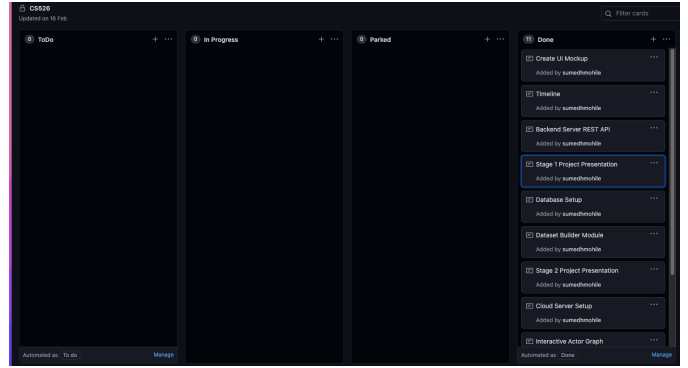 CS526
Updated on 16 Feb
Filter cards
0 ToDo
0 In Progress
0 Parked
11 Done
Create UI Mockup
Added by sumedhmohile
Timeline
Added by sumedhmohile
Backend Server REST API
Added by sumedhmohile
Stage 1 Project Presentation
Added by sumedhmohile
Database Setup
Added by sumedhmohile
Dataset Builder Module
Added by sumedhmohile
Stage 2 Project Presentation
Added by sumedhmohile
Cloud Server Setup
Added by sumedhmohile
Interactive Actor Graph
Automated as To do Manage
Automated as Done Manage